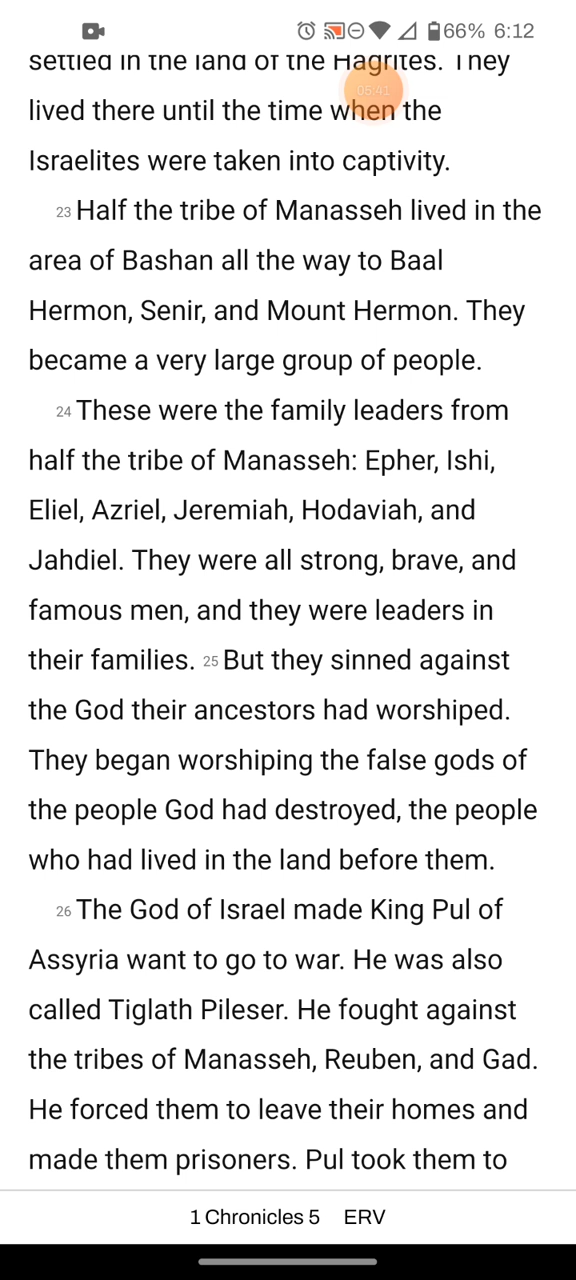 66% 6:12
settled in the land of the Hagrites. They
05:41
lived there until the time when the
Israelites were taken into captivity.
23 Half the tribe of Manasseh lived in the
area of Bashan all the way to Baal
Hermon, Senir, and Mount Hermon. They
became a very large group of people.
24 These were the family leaders from
half the tribe of Manasseh: Epher, Ishi,
Eliel, Azriel, Jeremiah, Hodaviah, and
Jahdiel. They were all strong, brave, and
famous men, and they were leaders in
their families. 25 But they sinned against
the God their ancestors had worshiped.
They began worshiping the false gods of
the people God had destroyed, the people
who had lived in the land before them.
26 The God of Israel made King Pul of
Assyria want to go to war. He was also
called Tiglath Pileser. He fought against
the tribes of Manasseh, Reuben, and Gad.
He forced them to leave their homes and
made them prisoners. Pul took them to
1 Chronicles 5 ERV